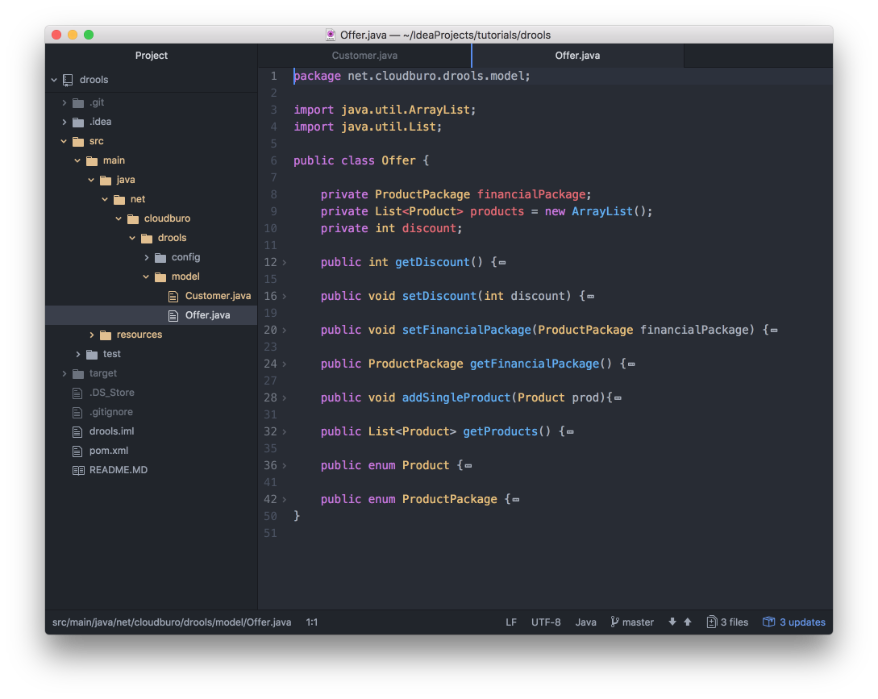 Offer.java — ~/IdeaProjects/tutorials/drools
Project
Customer.java
Offer.java
drools
.git
.idea
src
main
java
net
cloudburo
drools
config
model
Customer.java
Offer.java
resources
test
target
.DS_Store
.gitignore
drools.iml
pom.xml
README.MD
1 package net.cloudburo.drools.model;
2
3 import java.util.ArrayList;
4 import java.util.List;
5
6 public class Offer {
7
8 private ProductPackage financialPackage;
9 private List<Product> products = new ArrayList();
10 private int discount;
11
12 public int getDiscount() {
15
16 public void setDiscount(int discount) {
19
20 public void setFinancialPackage(ProductPackage financialPackage) {
23
24 public ProductPackage getFinancialPackage() {
27
28 public void addSingleProduct(Product prod){
31
32 public List<Product> getProducts() {
35
36 public enum Product {
41
42 public enum ProductPackage {
50 }
51
src/main/java/net/cloudburo/drools/model/Offer.java 1:1 LF UTF-8 Java master 3 files 3 updates